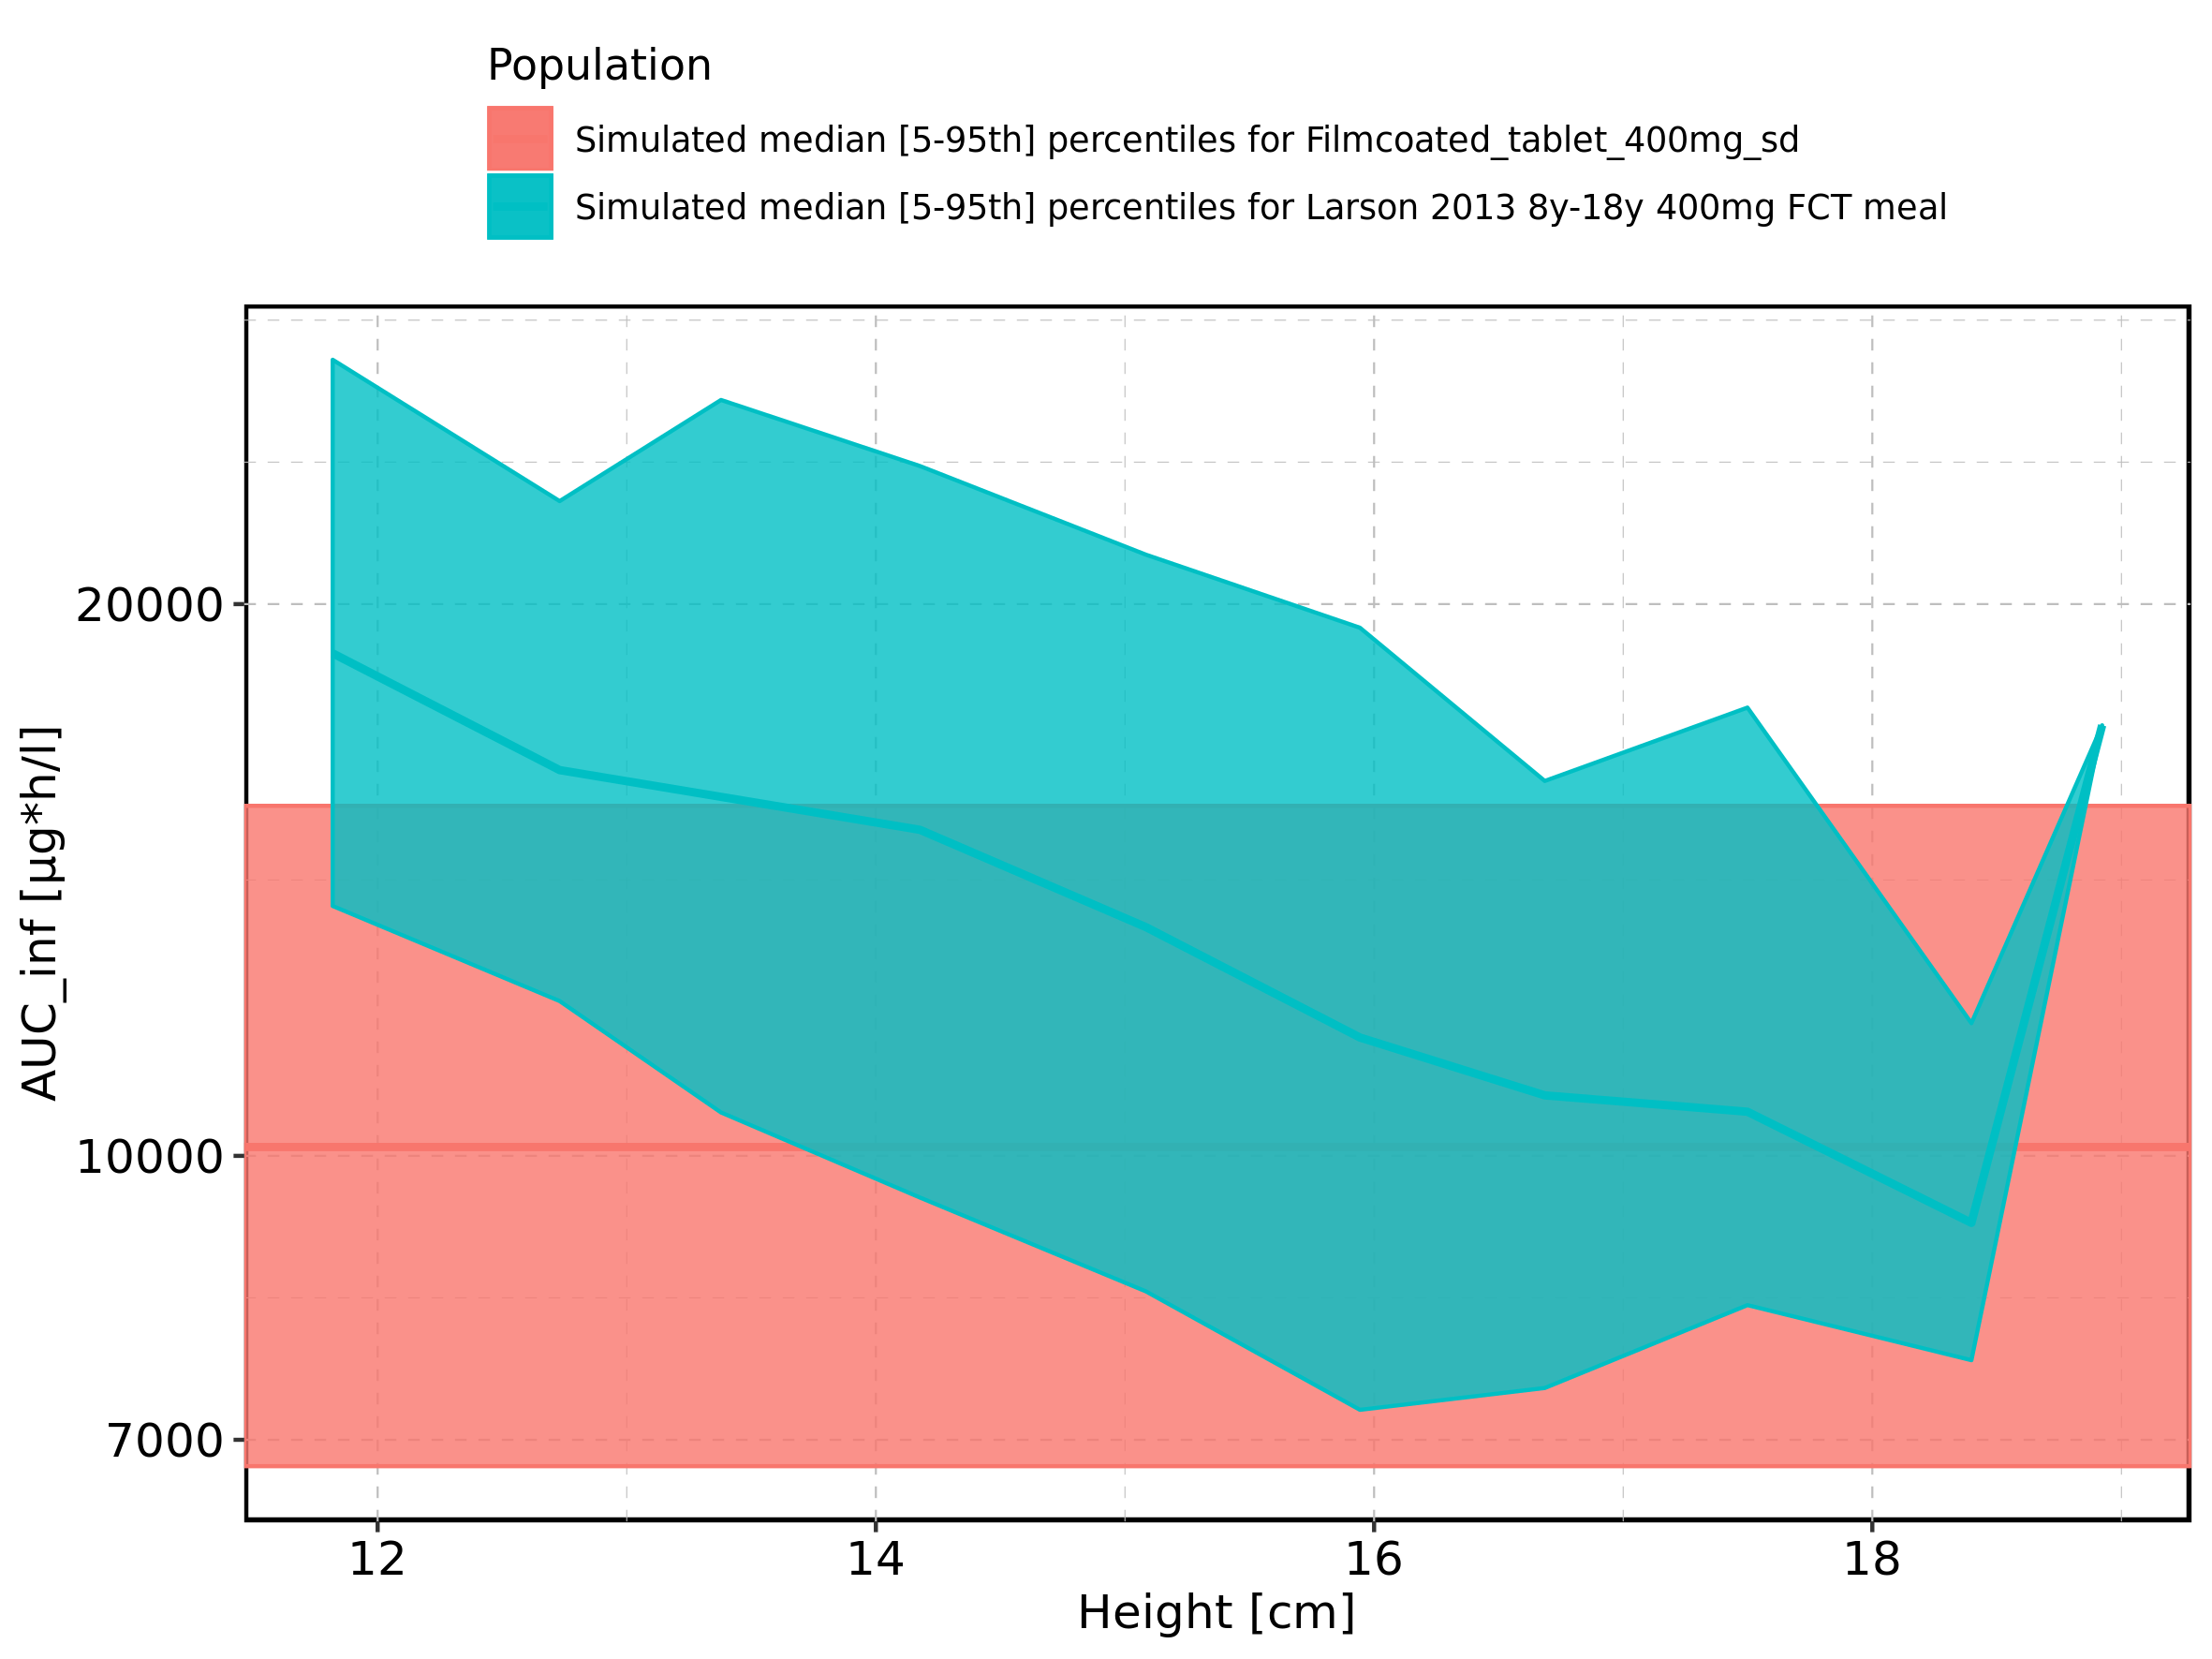 Population
Simulated median [5-95th] percentiles for Filmcoated_tablet_400mg_sd
Simulated median [5-95th] percentiles for Larson 2013 8y-18y 400mg FCT meal
AUC_inf [µg*h/l]
20000
10000
7000
12 14 16 18
Height [cm]